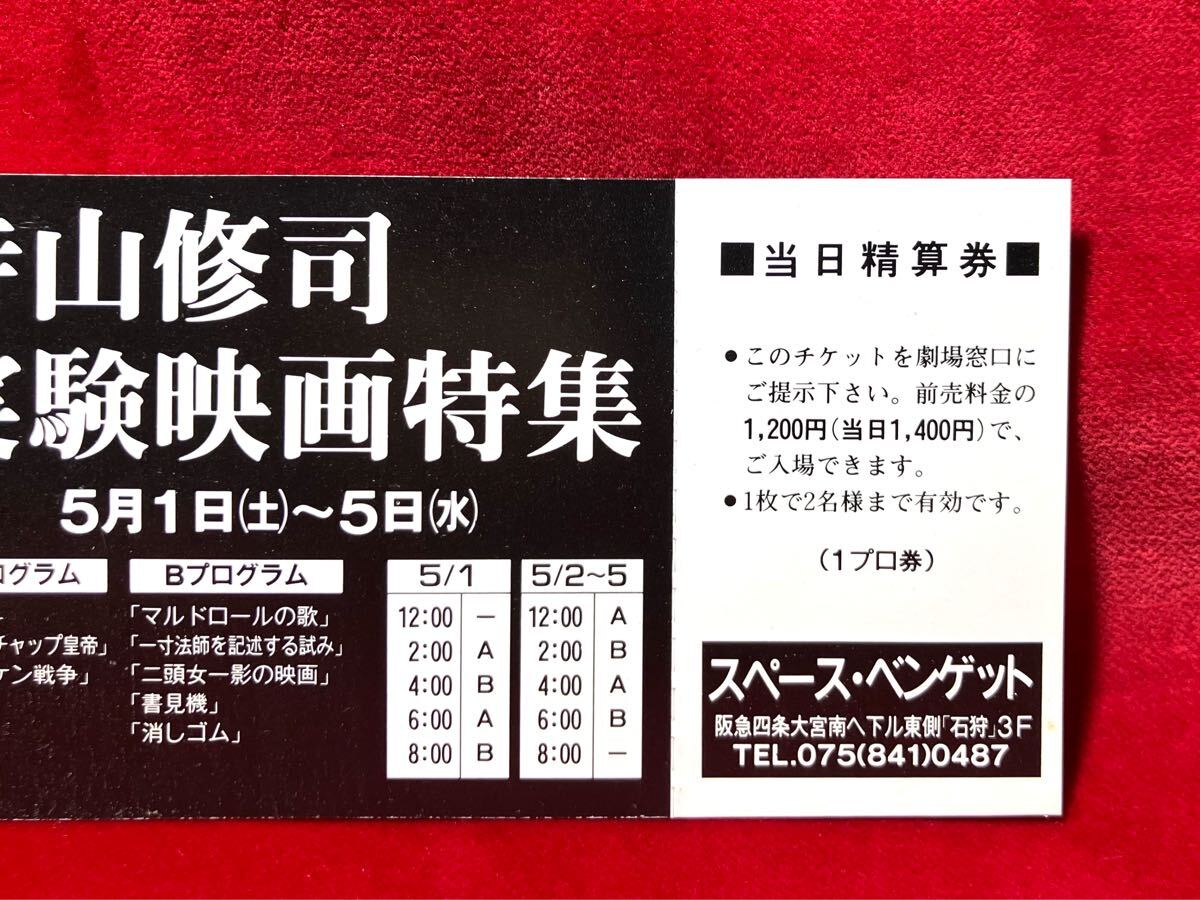 山修司
験映画特集
5月1日(土)〜5日(水)
ログラム
チャップ皇帝」
ケン戦争」
Bプログラム
「マルドロールの歌」
「一寸法師を記述する試み」
「二頭女一影の映画」
「書見機」
「消しゴム」
5/1
12:00 —
2:00 A
4:00 B
6:00 A
8:00 B
5/2~5
12:00 A
2:00 B
4:00 A
6:00 B
8:00 —
■当日精算券■
●このチケットを劇場窓口に
ご提示下さい。前売料金の
1,200円(当日1,400円)で、
ご入場できます。
●1枚で2名様まで有効です。
(1プロ券)
スペース・ベンゲット
阪急四条大宮南へ下ル東側「石狩」3F
TEL.075(841)0487